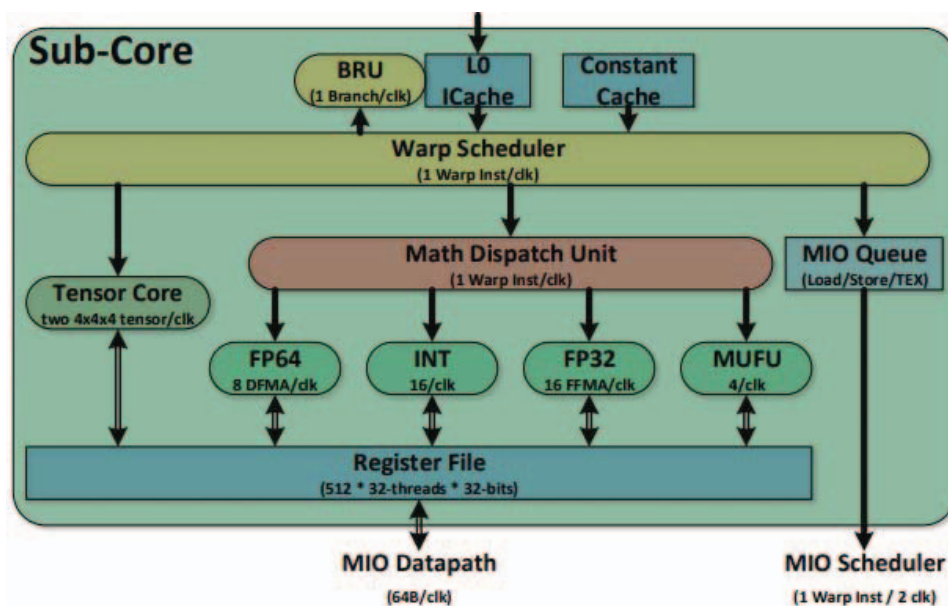 Sub-Core
BRU
(1 Branch/clk)
L0
ICache
Constant
Cache
Warp Scheduler
(1 Warp Inst/clk)
Math Dispatch Unit
(1 Warp Inst/clk)
MIO Queue
(Load/Store/TEX)
Tensor Core
two 4x4x4 tensor/clk
FP64
8 DFMA/clk
INT
16/clk
FP32
16 FFMA/clk
MUFU
4/clk
Register File
(512 * 32-threads * 32-bits)
MIO Datapath
(64B/clk)
MIO Scheduler
(1 Warp Inst / 2 clk)